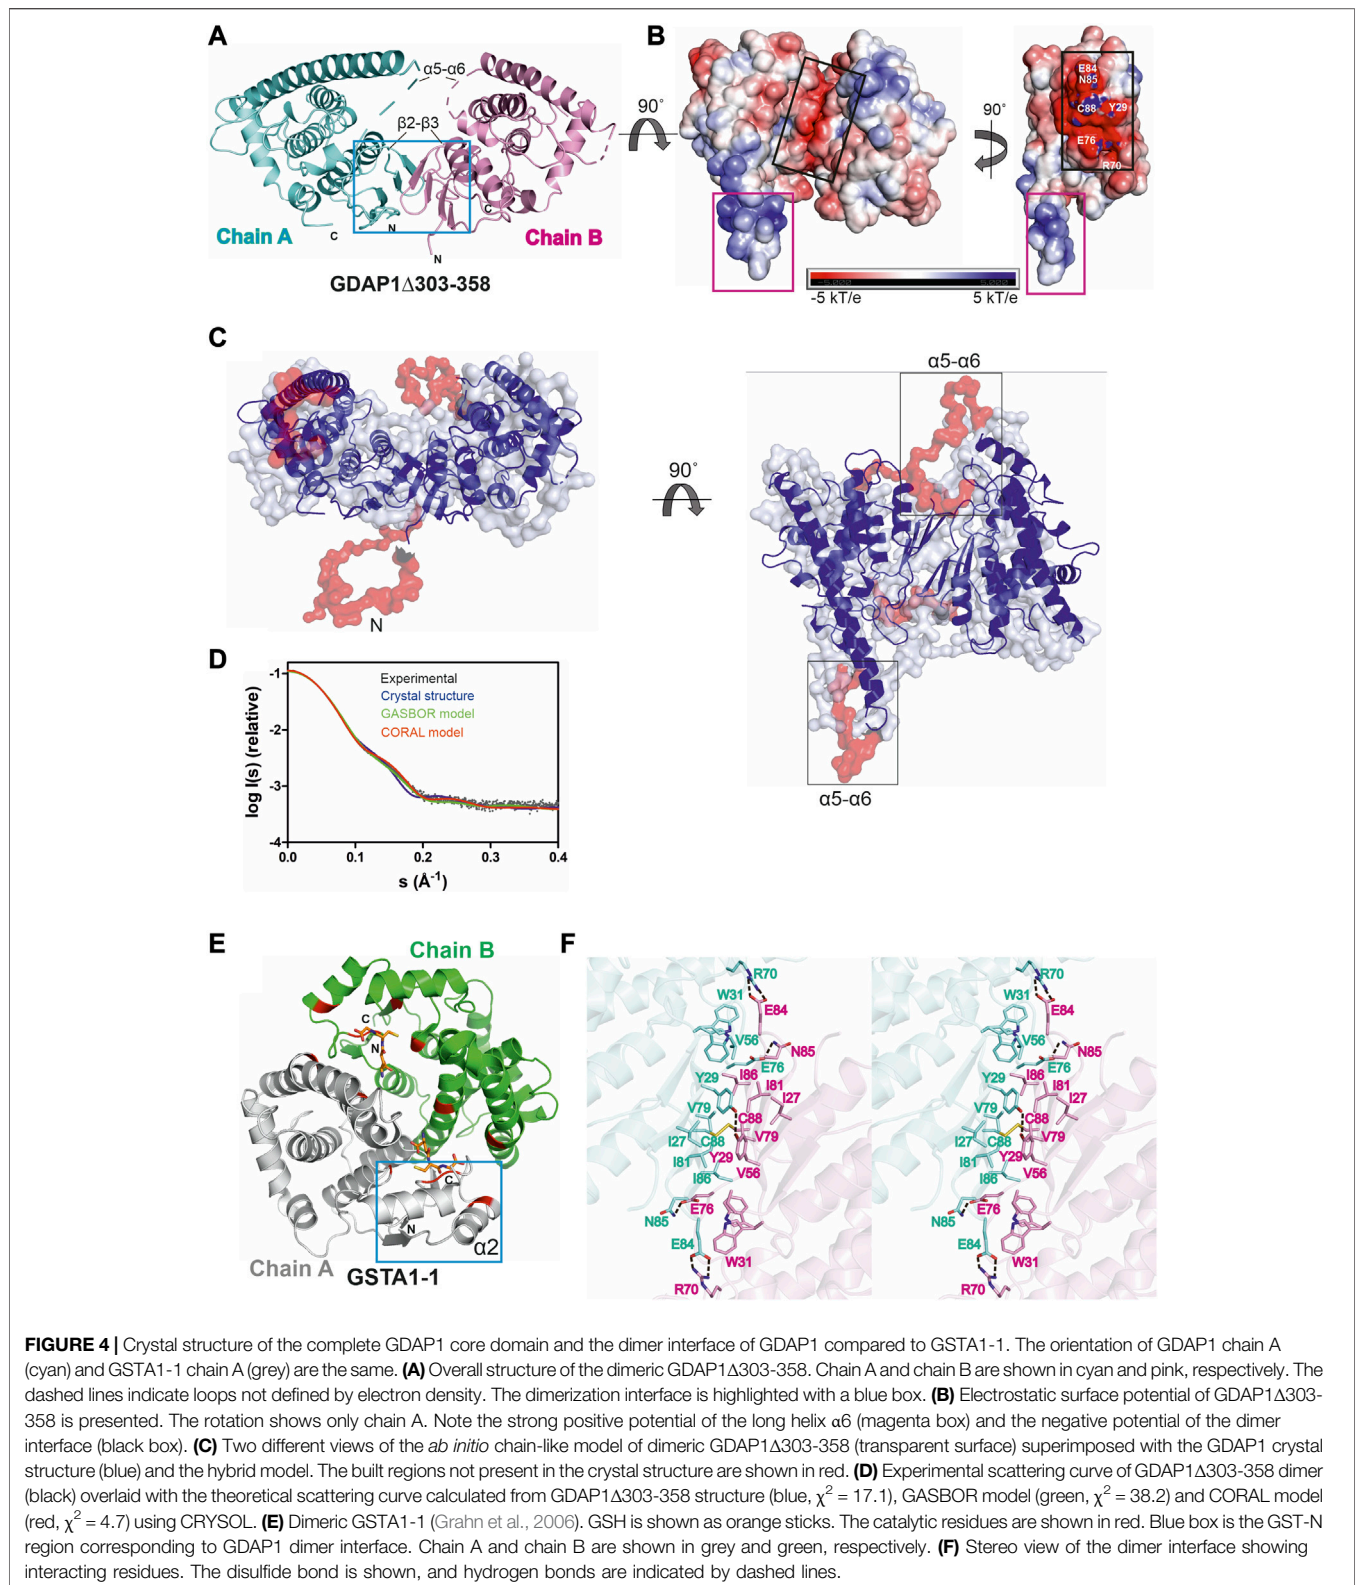 A
α5-α6
β2-β3
C
N
C
N
Chain A
Chain B
GDAP1Δ303-358
90°
B
90°
E84
N85
C88
Y29
E76
R70
-5 kT/e
5 kT/e
C
N
90°
α5-α6
α5-α6
D
Experimental
Crystal structure
GASBOR model
CORAL model
log I(s) (relative)
-1
-2
-3
-4
0.0
0.1
0.2
0.3
0.4
s (Å-1)
E
Chain B
C
N
C
N
α2
Chain A
GSTA1-1
F
R70
W31
E84
V56
N85
E76
I86
Y29
I81
I27
V79
C88
I27
C88
V79
I81
Y29
V56
I86
E76
N85
E84
W31
R70
R70
W31
E84
V56
N85
E76
I86
Y29
I81
I27
V79
C88
I27
C88
V79
I81
Y29
V56
I86
E76
N85
E84
W31
R70
FIGURE 4 | Crystal structure of the complete GDAP1 core domain and the dimer interface of GDAP1 compared to GSTA1-1. The orientation of GDAP1 chain A
(cyan) and GSTA1-1 chain A (grey) are the same. (A) Overall structure of the dimeric GDAP1Δ303-358. Chain A and chain B are shown in cyan and pink, respectively. The
dashed lines indicate loops not defined by electron density. The dimerization interface is highlighted with a blue box. (B) Electrostatic surface potential of GDAP1Δ303-
358 is presented. The rotation shows only chain A. Note the strong positive potential of the long helix α6 (magenta box) and the negative potential of the dimer
interface (black box). (C) Two different views of the ab initio chain-like model of dimeric GDAP1Δ303-358 (transparent surface) superimposed with the GDAP1 crystal
structure (blue) and the hybrid model. The built regions not present in the crystal structure are shown in red. (D) Experimental scattering curve of GDAP1Δ303-358 dimer
(black) overlaid with the theoretical scattering curve calculated from GDAP1Δ303-358 structure (blue, χ2 = 17.1), GASBOR model (green, χ2 = 38.2) and CORAL model
(red, χ2 = 4.7) using CRYSOL. (E) Dimeric GSTA1-1 (Grahn et al., 2006). GSH is shown as orange sticks. The catalytic residues are shown in red. Blue box is the GST-N
region corresponding to GDAP1 dimer interface. Chain A and chain B are shown in grey and green, respectively. (F) Stereo view of the dimer interface showing
interacting residues. The disulfide bond is shown, and hydrogen bonds are indicated by dashed lines.